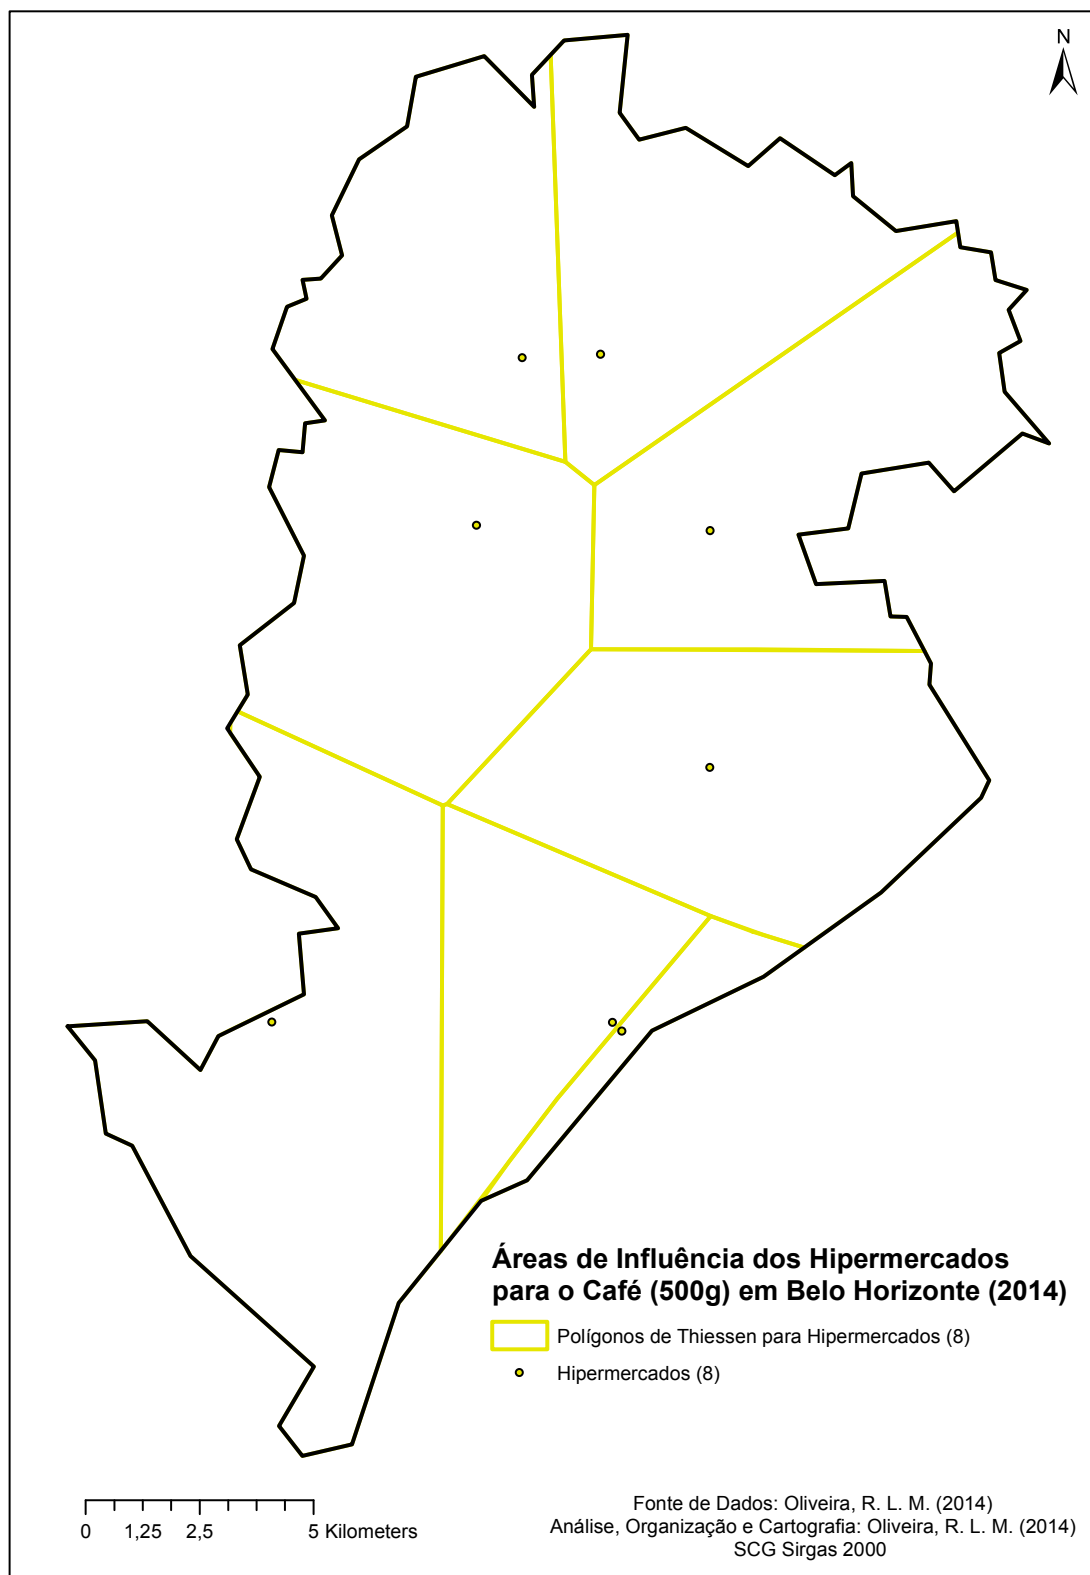 N
Áreas de Influência dos Hipermercados
para o Café (500g) em Belo Horizonte (2014)
Polígonos de Thiessen para Hipermercados (8)
Hipermercados (8)
0 1,25 2,5 5 Kilometers
Fonte de Dados: Oliveira, R. L. M. (2014)
Análise, Organização e Cartografia: Oliveira, R. L. M. (2014)
SCG Sirgas 2000